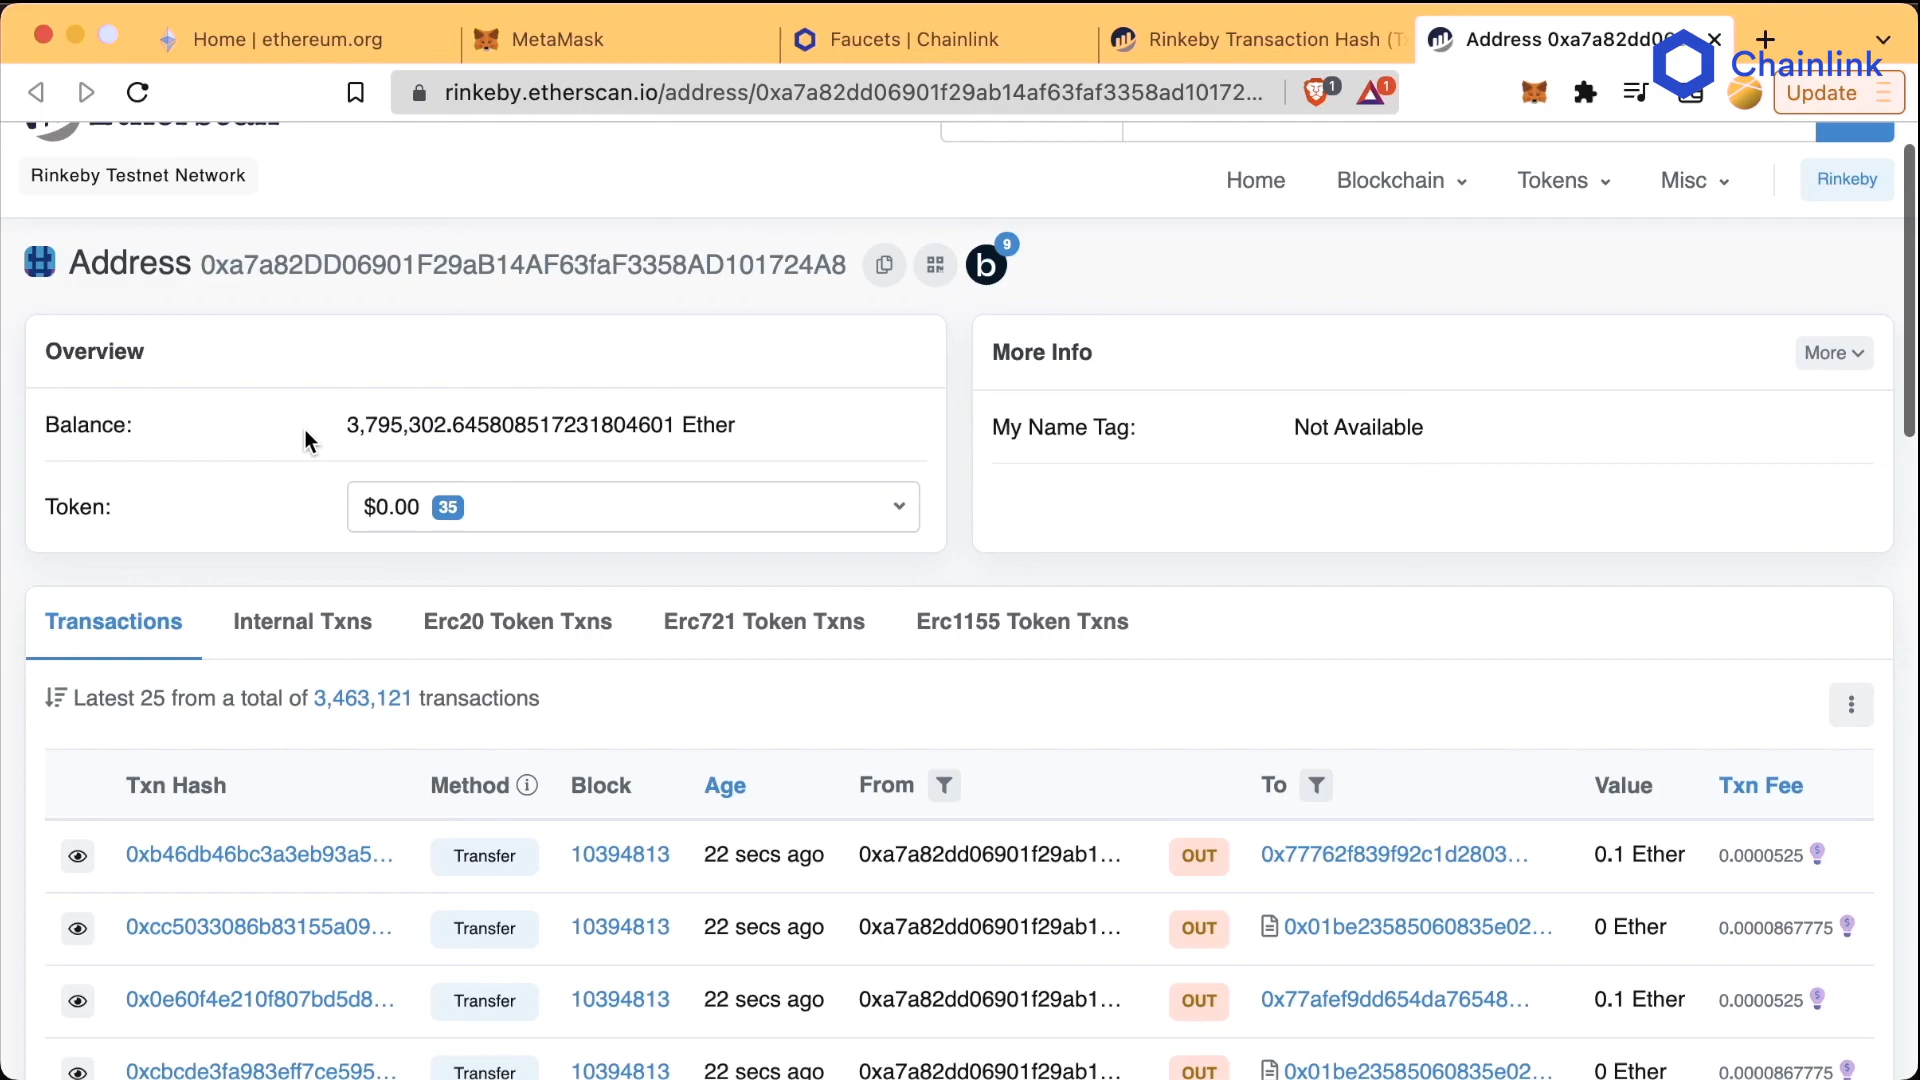 Home | ethereum.org
MetaMask
Faucets | Chainlink
Rinkeby Transaction Hash (T
Address 0xa7a82dd0
Chainlink
rinkeby.etherscan.io/address/0xa7a82dd06901f29ab14af63faf3358ad10172...
1
1
Update
Rinkeby Testnet Network
Home
Blockchain
Tokens
Misc
Rinkeby
Address 0xa7a82DD06901F29aB14AF63faF3358AD101724A8
b
9
Overview
More Info
More
Balance:
3,795,302.645808517231804601 Ether
My Name Tag:
Not Available
Token:
$0.00 35
Transactions
Internal Txns
Erc20 Token Txns
Erc721 Token Txns
Erc1155 Token Txns
Latest 25 from a total of 3,463,121 transactions
Txn Hash Method Block Age From To Value Txn Fee
0xb46db46bc3a3eb93a5... Transfer 10394813 22 secs ago 0xa7a82dd06901f29ab1... OUT 0x77762f839f92c1d2803... 0.1 Ether 0.0000525
0xcc5033086b83155a09... Transfer 10394813 22 secs ago 0xa7a82dd06901f29ab1... OUT 0x01be23585060835e02... 0 Ether 0.0000867775
0x0e60f4e210f807bd5d8... Transfer 10394813 22 secs ago 0xa7a82dd06901f29ab1... OUT 0x77afef9dd654da76548... 0.1 Ether 0.0000525
0xcbcde3fa983eff7ce595... Transfer 10394813 22 secs ago 0xa7a82dd06901f29ab1... OUT 0x01be23585060835e02... 0 Ether 0.0000867775